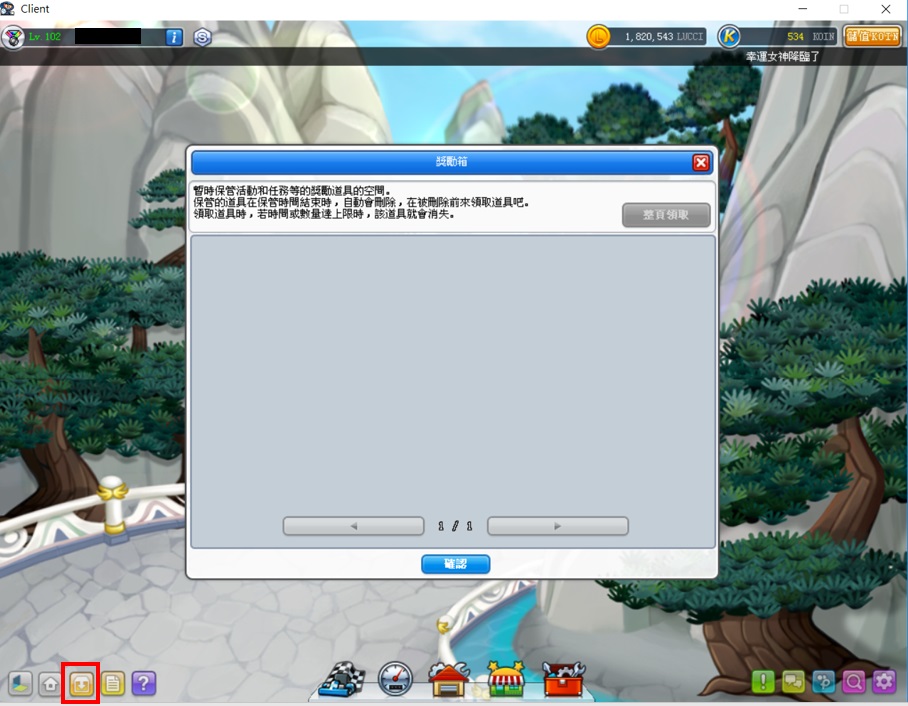 Client
Lv.102
1,820,543 LUCCI
534 KOIN
儲值KOIN
幸運女神降臨了
獎勵箱
暫時保管活動和任務等的獎勵道具的空間。
保管的道具在保管時間結束時，自動會刪除，在被刪除前來領取道具吧。
領取道具時，若時間或數量達上限時，該道具就會消失。
整頁領取
1 / 1
確認